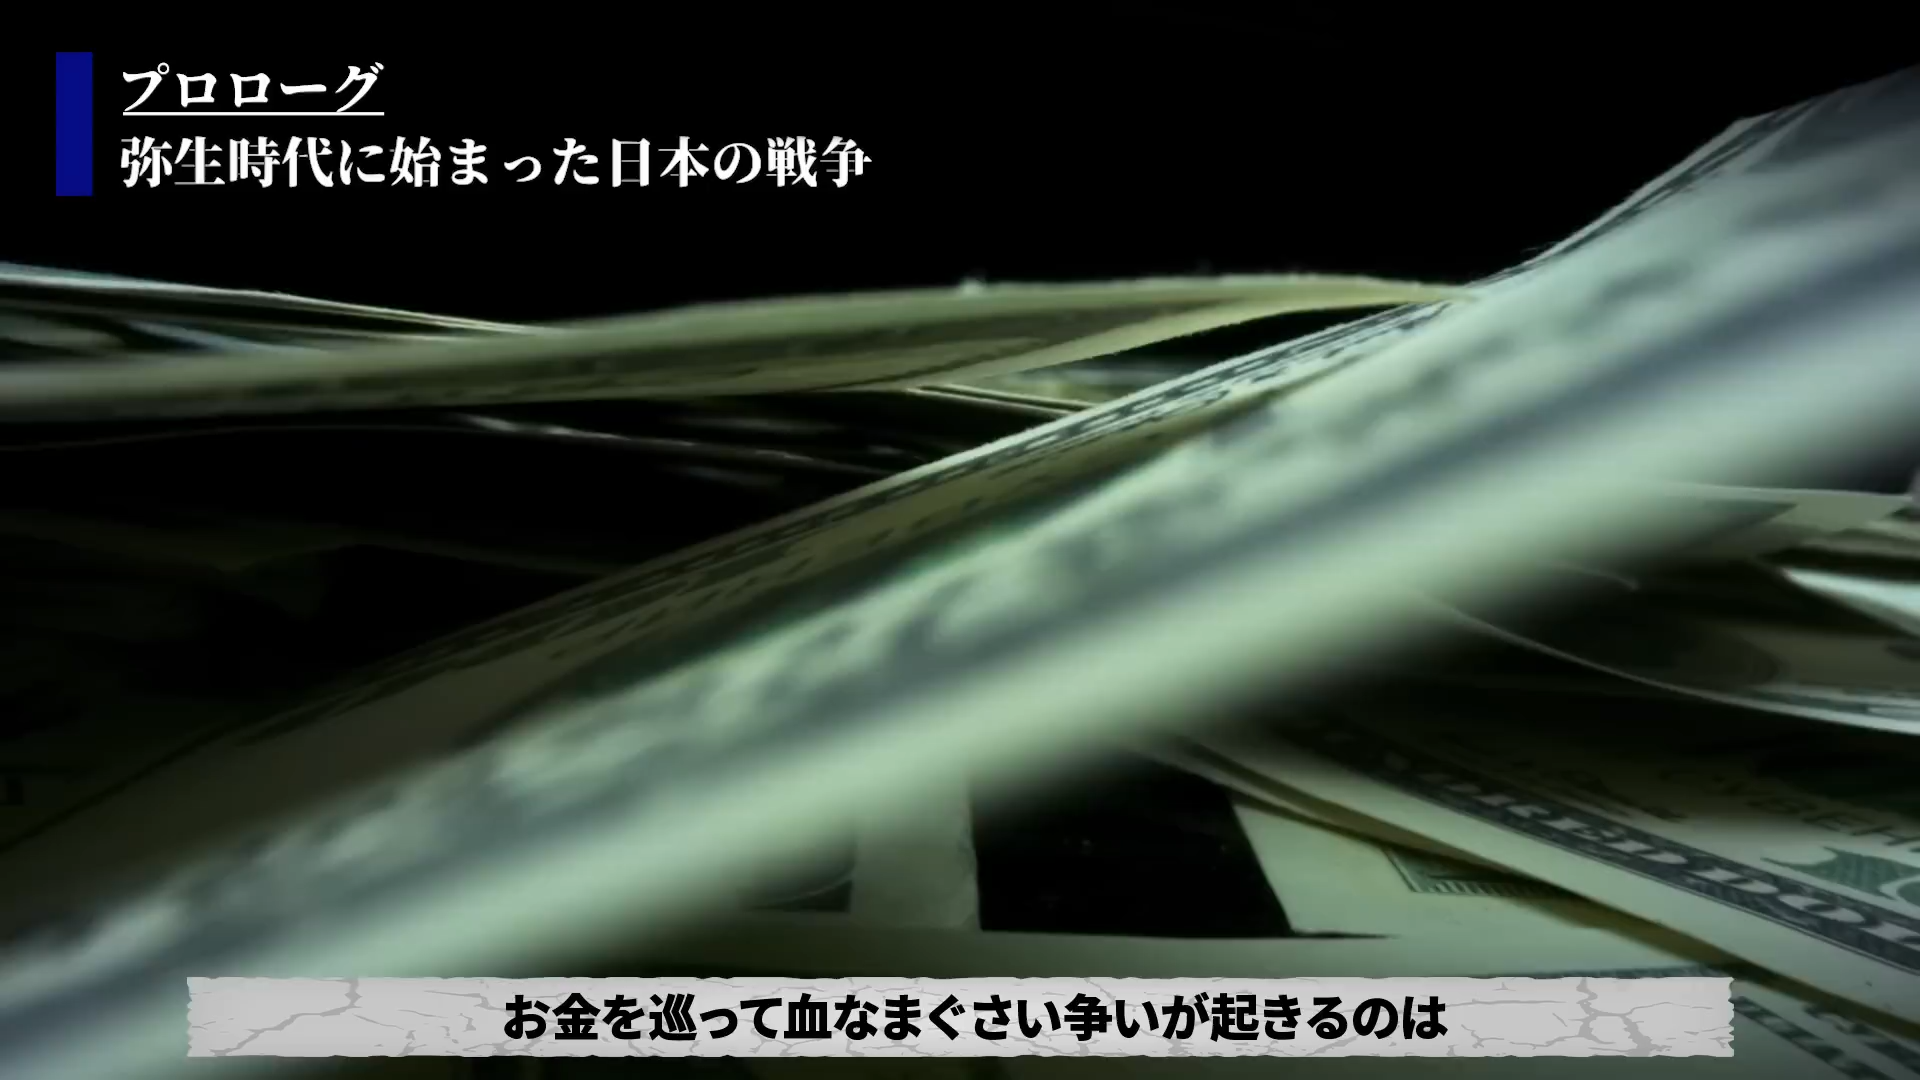 プロローグ
弥生時代に始まった日本の戦争
お金を巡って血なまぐさい争いが起きるのは